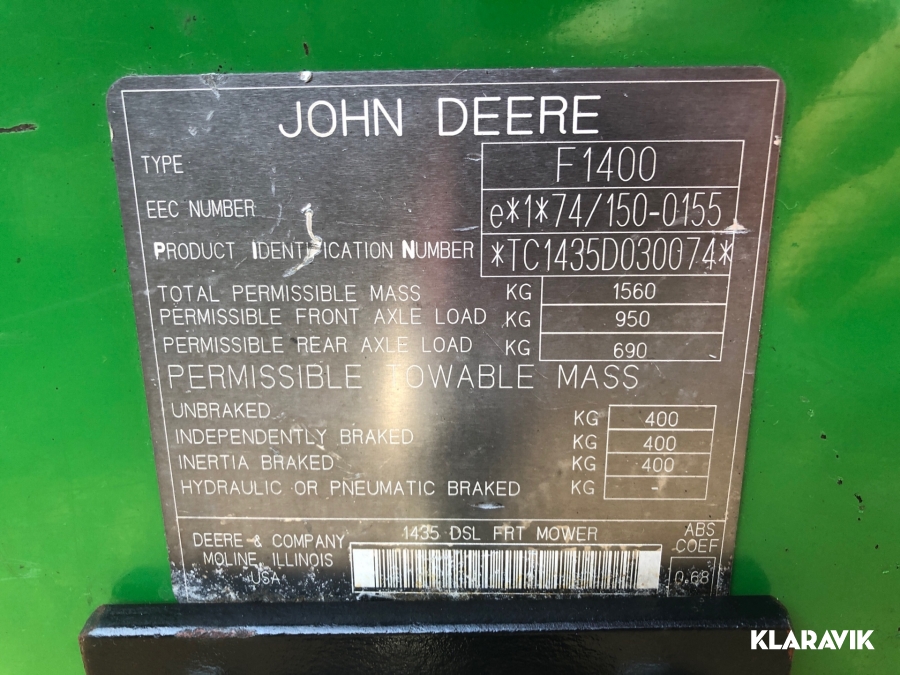 JOHN DEERE
TYPE F1400
EEC NUMBER e*1*74/150-0155
PRODUCT IDENTIFICATION NUMBER *TC1435D030074*
TOTAL PERMISSIBLE MASS KG 1560
PERMISSIBLE FRONT AXLE LOAD KG 950
PERMISSIBLE REAR AXLE LOAD KG 690
PERMISSIBLE TOWABLE MASS
UNBRAKED KG 400
INDEPENDENTLY BRAKED KG 400
INERTIA BRAKED KG 400
HYDRAULIC OR PNEUMATIC BRAKED KG -
DEERE & COMPANY
MOLINE, ILLINOIS
USA
1435 DSL FRT MOWER
ABS
COEF
0.68
KLARAVIK